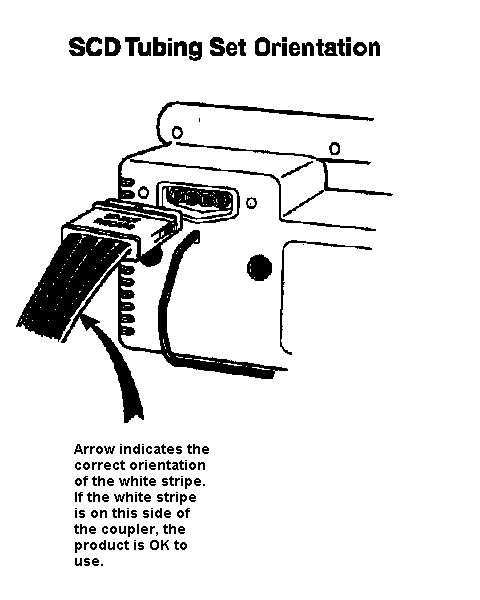 SCD Tubing Set Orientation
Arrow indicates the
correct orientation
of the white stripe.
If the white stripe
is on this side of
the coupler, the
product is OK to
use.